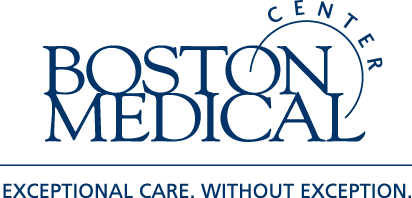 BOSTON
MEDICAL
CENTER
EXCEPTIONAL CARE. WITHOUT EXCEPTION.